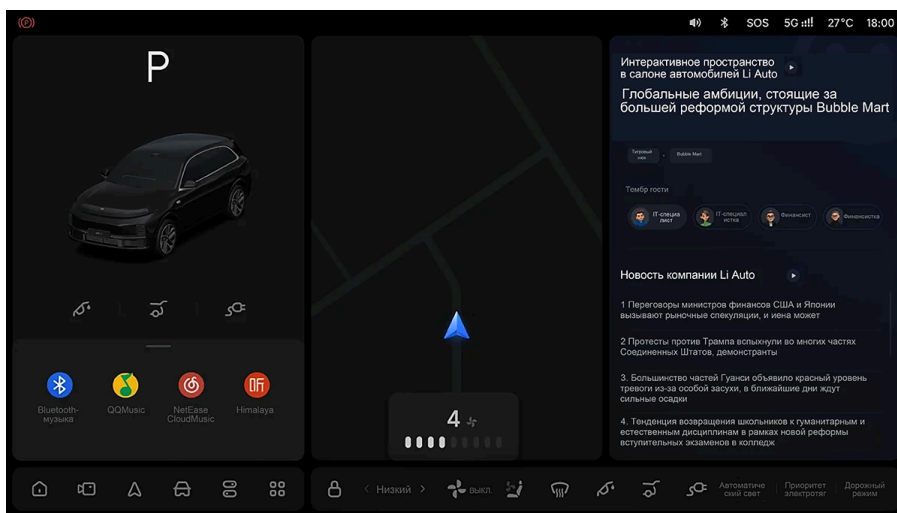 (P)
SOS
5G
27°C
18:00
P
Bluetooth-
музыка
QQMusic
NetEase
CloudMusic
Himalaya
4
Интерактивное пространство
в салоне автомобилей Li Auto
Глобальные амбиции, стоящие за
большей реформой структуры Bubble Mart
Тигровый
нюх
Bubble Mart
Тембр гости
IT-специа
лист
IT-специал
истка
Финансист
Финансистка
Новость компании Li Auto
1 Переговоры министров финансов США и Японии
вызывают рыночные спекуляции, и иена может
2 Протесты против Трампа вспыхнули во многих частях
Соединенных Штатов, демонстранты
3. Большинство частей Гуанси объявило красный уровень
тревоги из-за особой засухи, в ближайшие дни ждут
сильные осадки
4. Тенденция возвращения школьников к гуманитарным и
естественным дисциплинам в рамках новой реформы
вступительных экзаменов в колледж
< Низкий >
выкл.
Автоматиче
ский свет
Приоритет
электротяг
Дорожный
режим